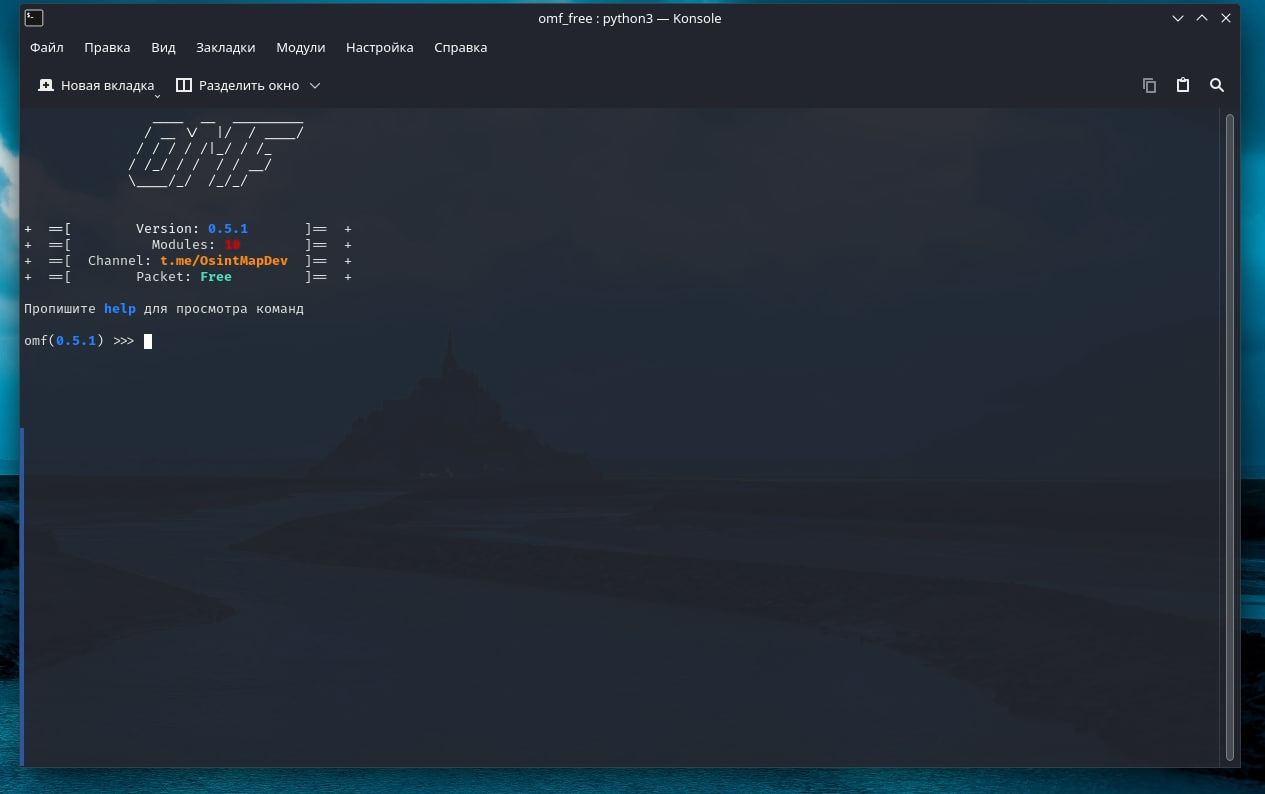 omf_free : python3 — Konsole
Файл Правка Вид Закладки Модули Настройка Справка
Новая вкладка Разделить окно
OMF
+ ==[ Version: 0.5.1 ]== +
+ ==[ Modules: 10 ]== +
+ ==[ Channel: t.me/OsintMapDev ]== +
+ ==[ Packet: Free ]== +
Пропишите help для просмотра команд
omf(0.5.1) >>>